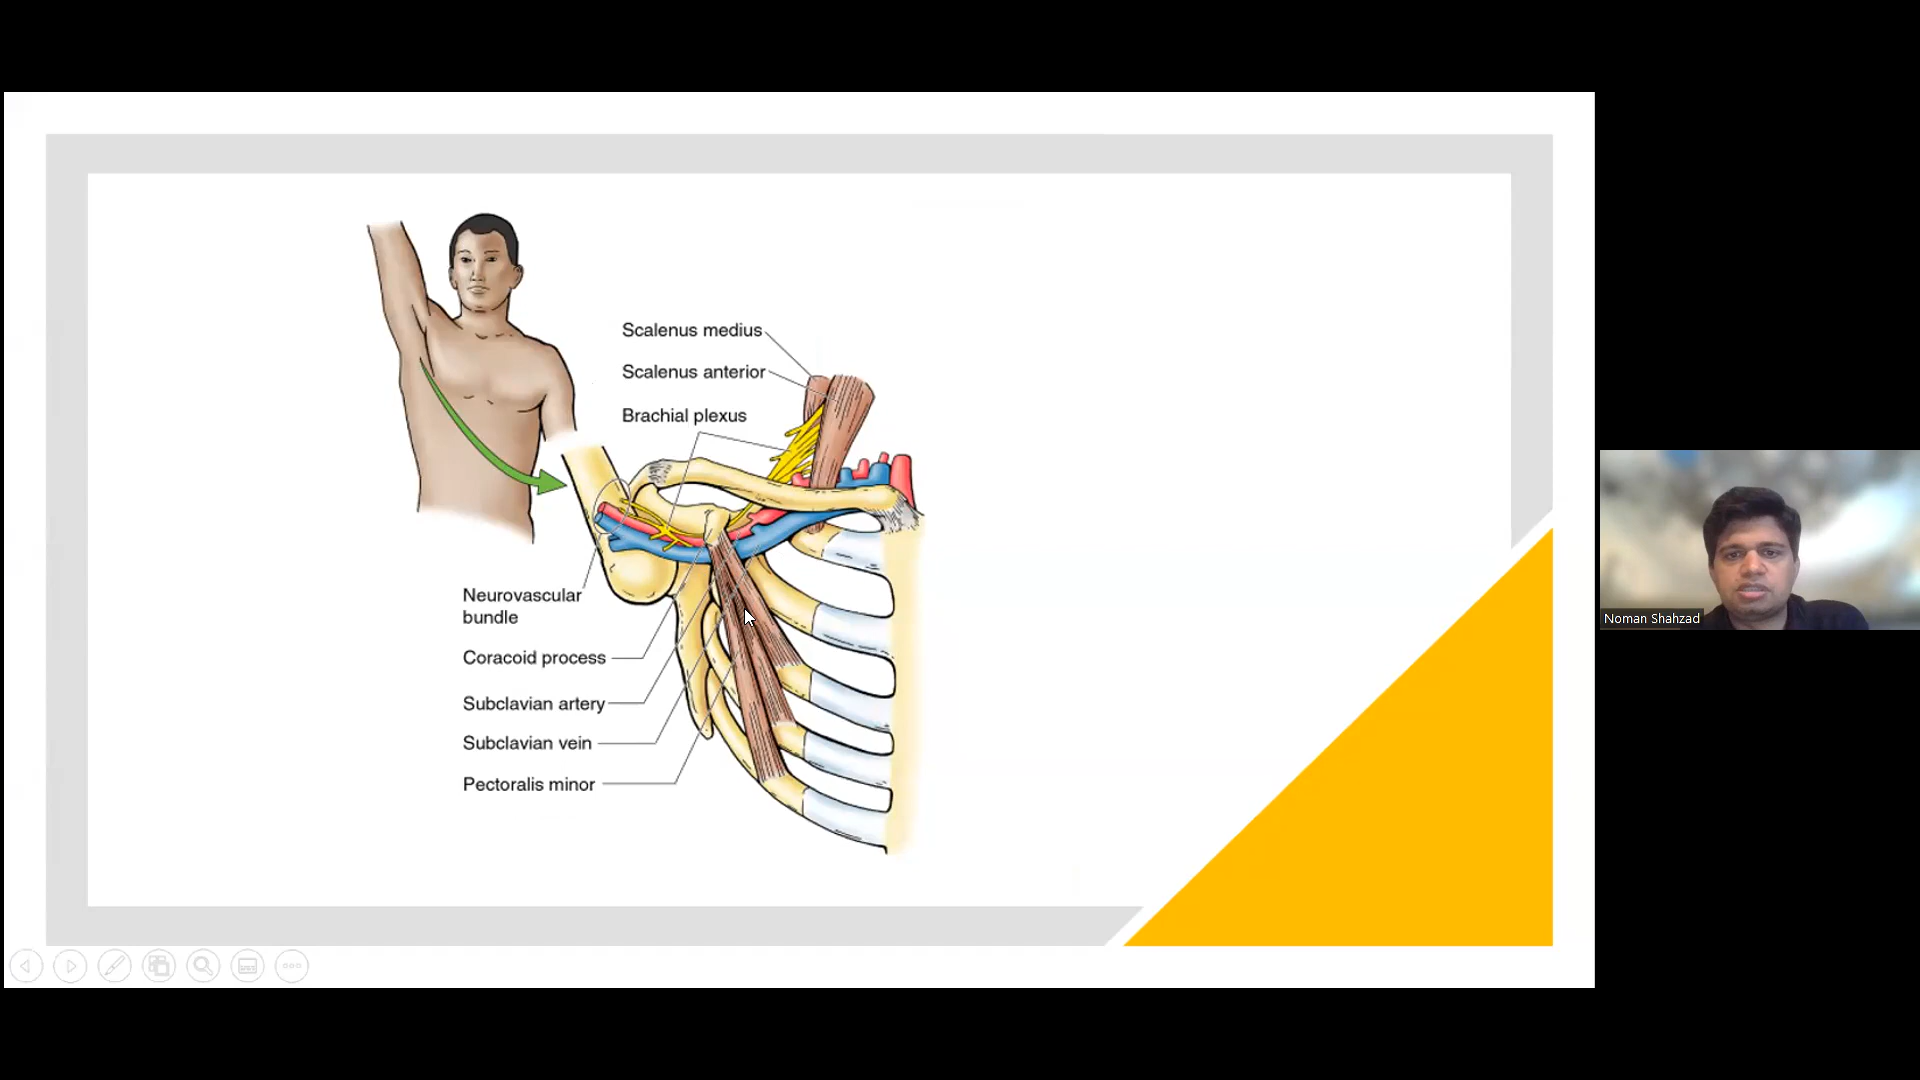 Scalenus medius
Scalenus anterior
Brachial plexus
Neurovascular
bundle
Coracoid process
Subclavian artery
Subclavian vein
Pectoralis minor
Noman Shahzad